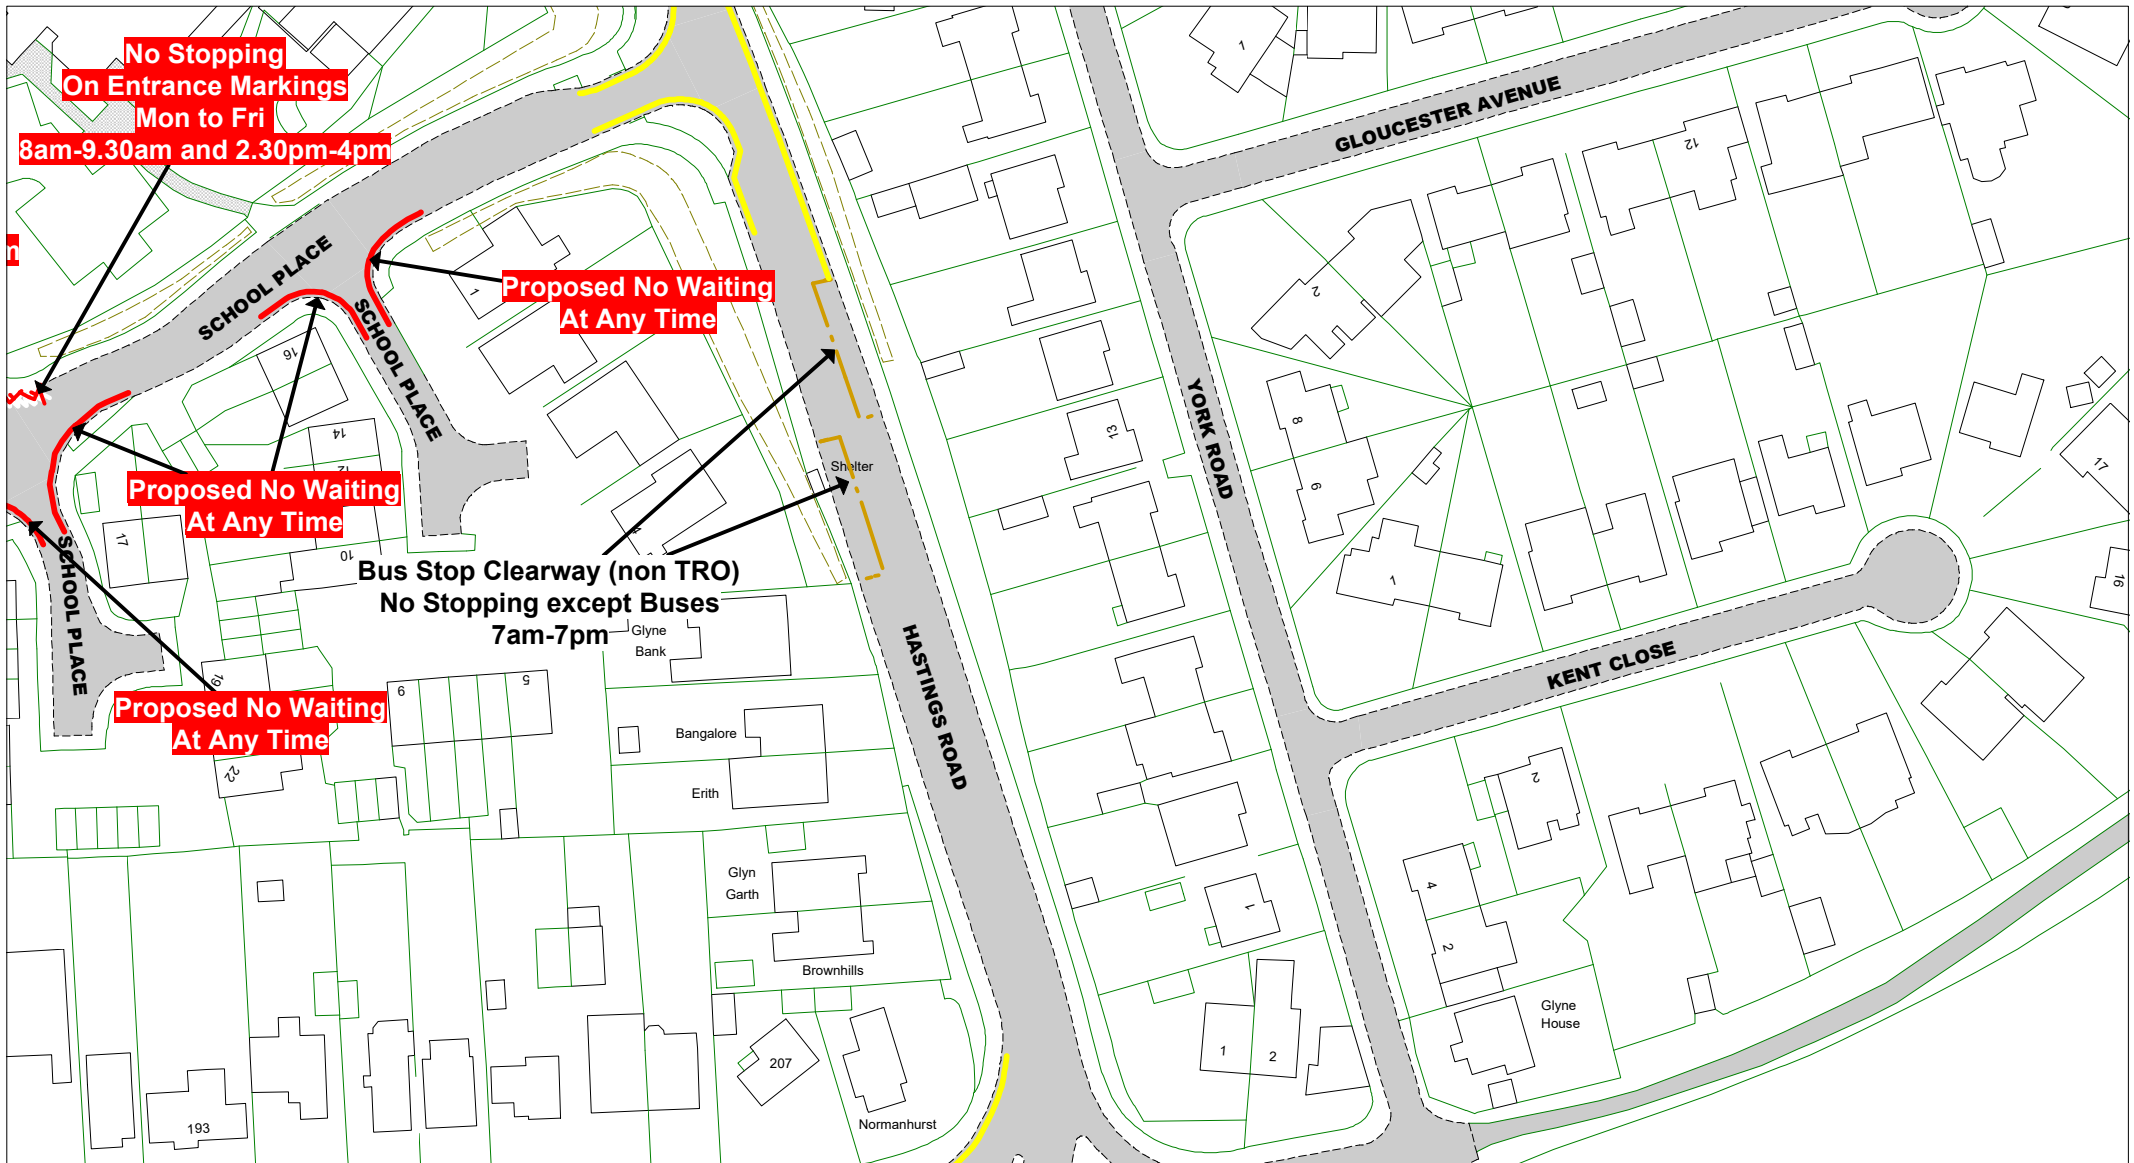 No Stopping
On Entrance Markings
Mon to Fri
8am-9.30am and 2.30pm-4pm
1
GLOUCESTER AVENUE
12
SCHOOL PLACE
1
Proposed No Waiting
At Any Time
2
SCHOOL PLACE
16
YORK ROAD
8
6
13
14
12
17
Shelter
Proposed No Waiting
At Any Time
17
10
SCHOOL PLACE
Bus Stop Clearway (non TRO)
No Stopping except Buses
7am-7pm
1
16
Glyne
Bank
HASTINGS ROAD
KENT CLOSE
19
9
5
Proposed No Waiting
At Any Time
22
Bangalore
Erith
2
4
2
Glyn
Garth
1
Brownhills
Glyne
House
207
1
2
193
Normanhurst